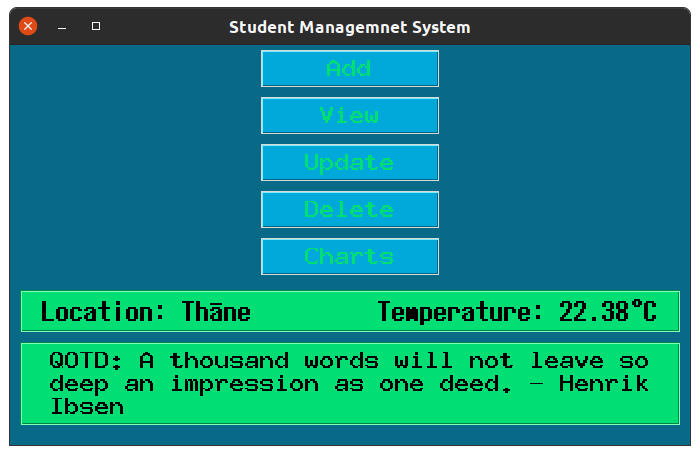 Student Managemnet System
Add
View
Update
Delete
Charts
Location: Thāne Temperature: 22.38°C
QOTD: A thousand words will not leave so
deep an impression as one deed. - Henrik
Ibsen